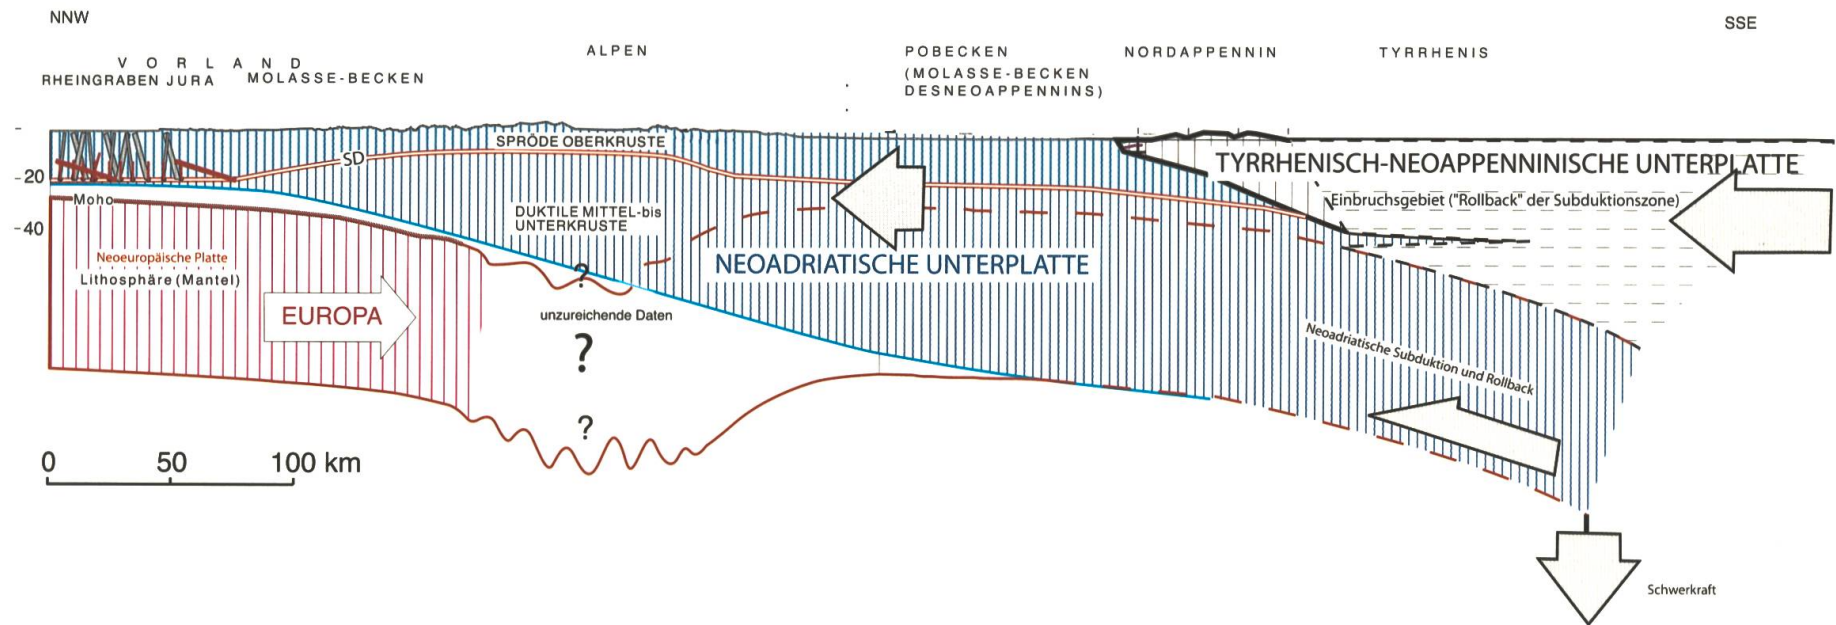 NNW
SSE
ALPEN
POBECKEN
NORDAPPENNIN
TYRRHENIS
VORLAND
RHEINGRABEN JURA
MOLASSE-BECKEN
(MOLASSE-BECKEN
DESNEOAPPENNINS)
SPRÖDE OBERKRUSTE
SD
TYRRHENISCH-NEOAPPENNINISCHE UNTERPLATTE
-20
Moho
Einbruchsgebiet ("Rollback" der Subduktionszone)
DUKTILE MITTEL-bis
UNTERKRUSTE
-40
Neoeuropäische Platte
Lithosphäre (Mantel)
NEOADRIATISCHE UNTERPLATTE
?
EUROPA
unzureichende Daten
?
Neoadriatische Subduktion und Rollback
?
0 50 100 km
Schwerkraft